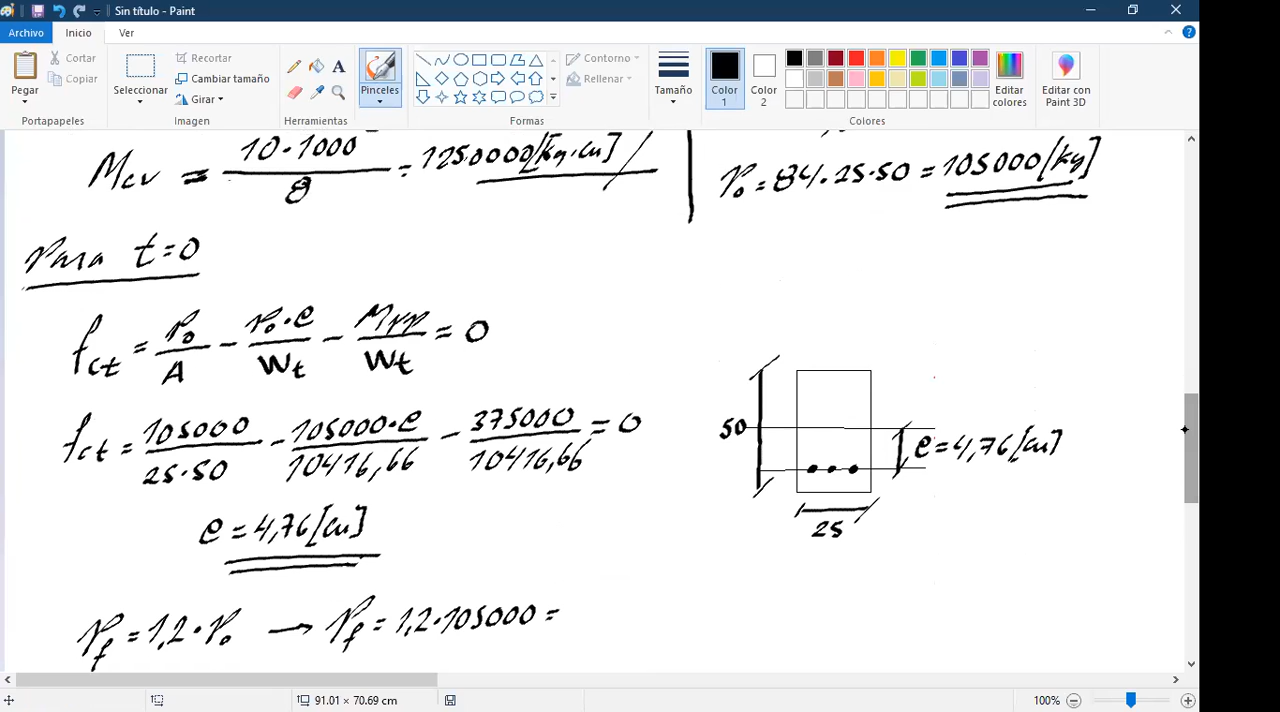 Sin título - Paint
Archivo Inicio Ver
Pegar
Cortar
Copiar
Portapapeles
Seleccionar
Recortar
Cambiar tamaño
Girar
Imagen
A
Herramientas
Pinceles
Contorno
Rellenar
Formas
Tamaño
Color 1
Color 2
Editar colores
Colores
Editar con Paint 3D
Mcv = 10·1000 / 8 = 1250000[kg·cm]
P₀ = 84·25·50 = 105000[kg]
Para t=0
fct = P₀/A - P₀·e/Wt - Mpp/Wt = 0
fct = 105000/25·50 - 105000·e/10416,66 - 375000/10416,66 = 0
e = 4,76[cm]
50
e = 4,76[cm]
25
Pf = 1,2·P₀ → Pf = 1,2·105000 =
91.01 × 70.69 cm
100%